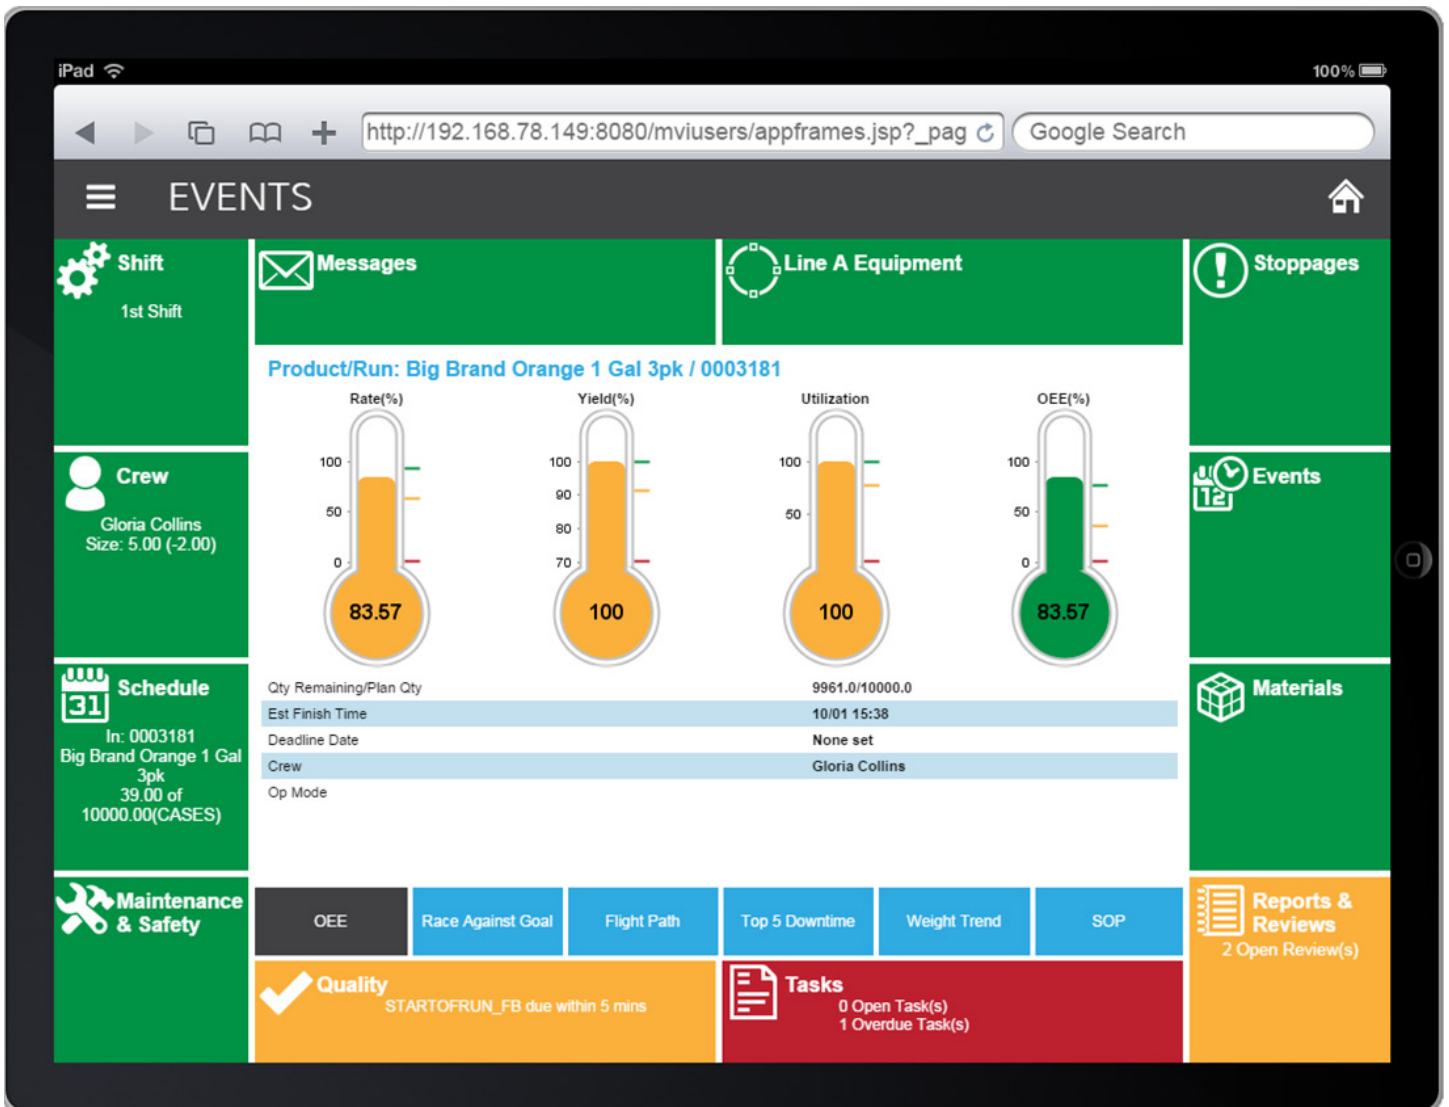 iPad
100%
http://192.168.78.149:8080/mviusers/appframes.jsp?_pag
Google Search
EVENTS
Shift
1st Shift
Messages
Line A Equipment
Stoppages
Crew
Gloria Collins
Size: 5.00 (-2.00)
Product/Run: Big Brand Orange 1 Gal 3pk / 0003181
Rate(%)
100
50
0
83.57
Yield(%)
100
90
80
70
100
Utilization
100
50
100
OEE(%)
100
50
0
83.57
Events
12
Schedule
31
In: 0003181
Big Brand Orange 1 Gal
3pk
39.00 of
10000.00(CASES)
Qty Remaining/Plan Qty 9961.0/10000.0
Est Finish Time 10/01 15:38
Deadline Date None set
Crew Gloria Collins
Op Mode
Materials
Maintenance
& Safety
OEE
Race Against Goal
Flight Path
Top 5 Downtime
Weight Trend
SOP
Reports &
Reviews
2 Open Review(s)
Quality
STARTOFRUN_FB due within 5 mins
Tasks
0 Open Task(s)
1 Overdue Task(s)